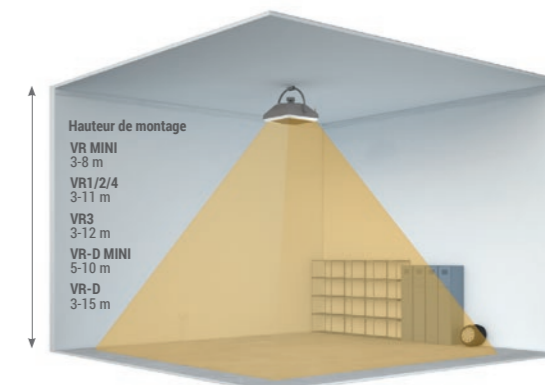 Hauteur de montage
VR MINI
3-8 m
VR1/2/4
3-11 m
VR3
3-12 m
VR-D MINI
5-10 m
VR-D
3-15 m